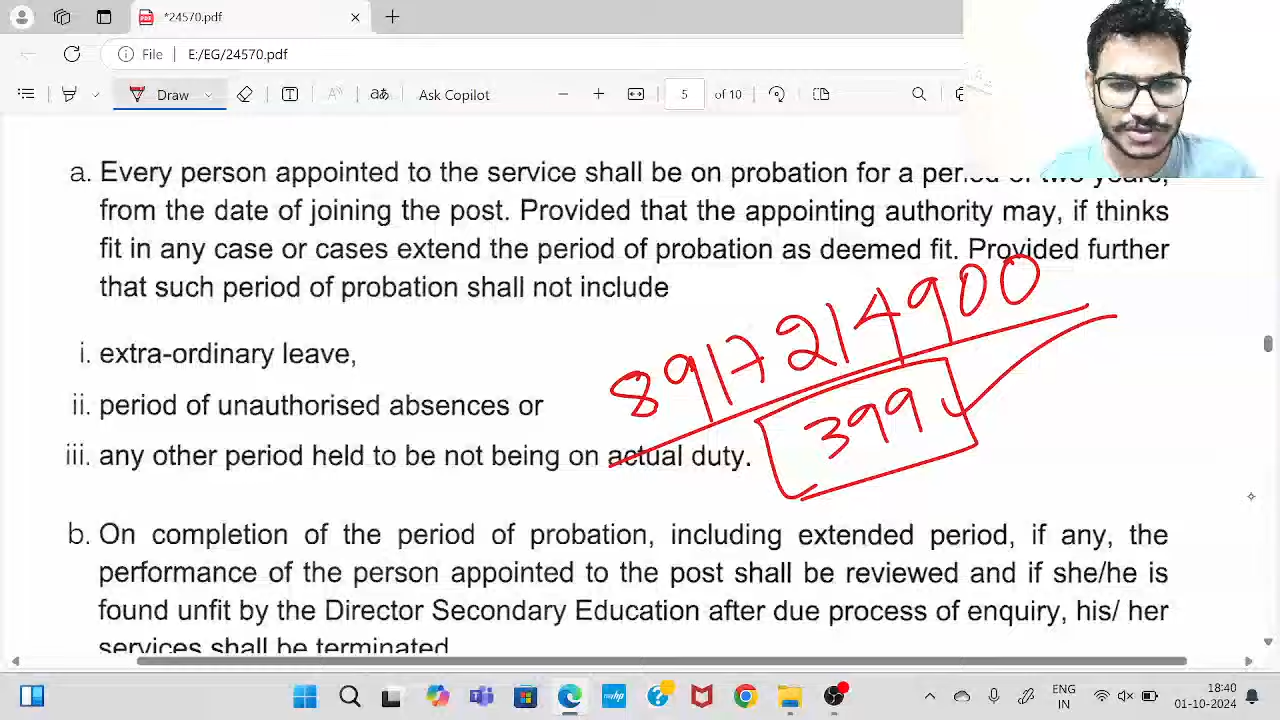 *24570.pdf
File E:/EG/24570.pdf
Draw Ask Copilot 5 of 10
a. Every person appointed to the service shall be on probation for a period of two years,
from the date of joining the post. Provided that the appointing authority may, if thinks
fit in any case or cases extend the period of probation as deemed fit. Provided further
that such period of probation shall not include
8917214900
i. extra-ordinary leave,
399
ii. period of unauthorised absences or
iii. any other period held to be not being on actual duty.
b. On completion of the period of probation, including extended period, if any, the
performance of the person appointed to the post shall be reviewed and if she/he is
found unfit by the Director Secondary Education after due process of enquiry, his/ her
services shall be terminated
ENG 18:40
IN 01-10-2024